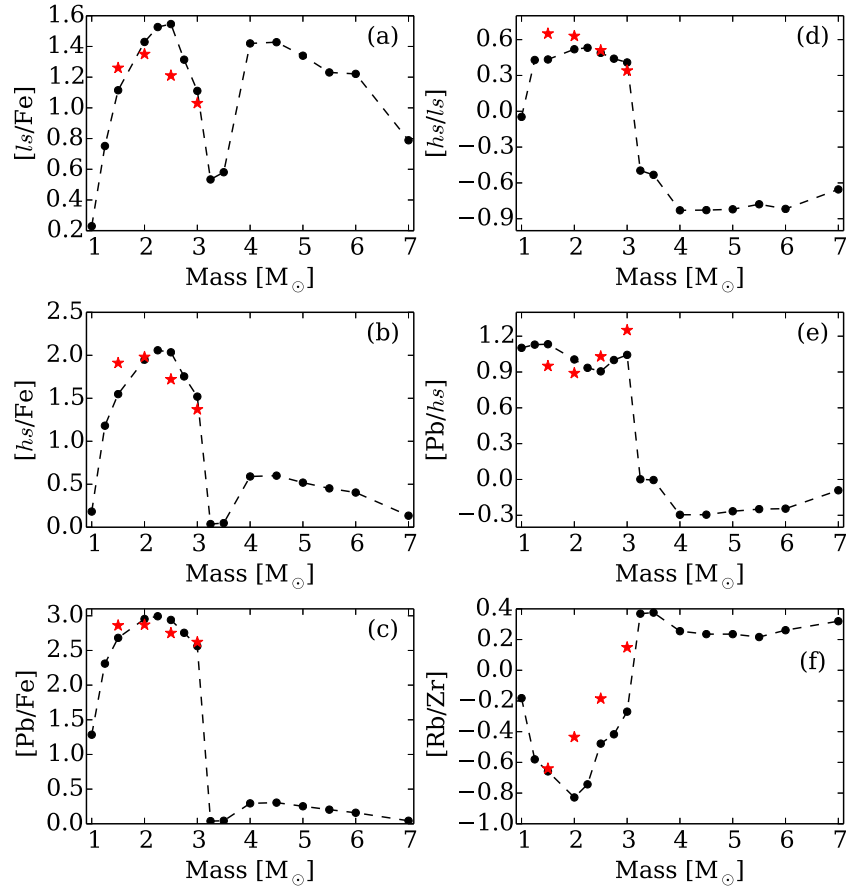 (a)
[ls/Fe]
1.6
1.4
1.2
1.0
0.8
0.6
0.4
0.2
1 2 3 4 5 6 7
Mass [M⊙]
(b)
[hs/Fe]
2.5
2.0
1.5
1.0
0.5
0.0
1 2 3 4 5 6 7
Mass [M⊙]
(c)
[Pb/Fe]
3.0
2.5
2.0
1.5
1.0
0.5
0.0
1 2 3 4 5 6 7
Mass [M⊙]
(d)
[hs/ls]
0.6
0.3
0.0
−0.3
−0.6
−0.9
1 2 3 4 5 6 7
Mass [M⊙]
(e)
[Pb/hs]
1.2
0.9
0.6
0.3
0.0
−0.3
1 2 3 4 5 6 7
Mass [M⊙]
(f)
[Rb/Zr]
0.4
0.2
0.0
−0.2
−0.4
−0.6
−0.8
−1.0
1 2 3 4 5 6 7
Mass [M⊙]